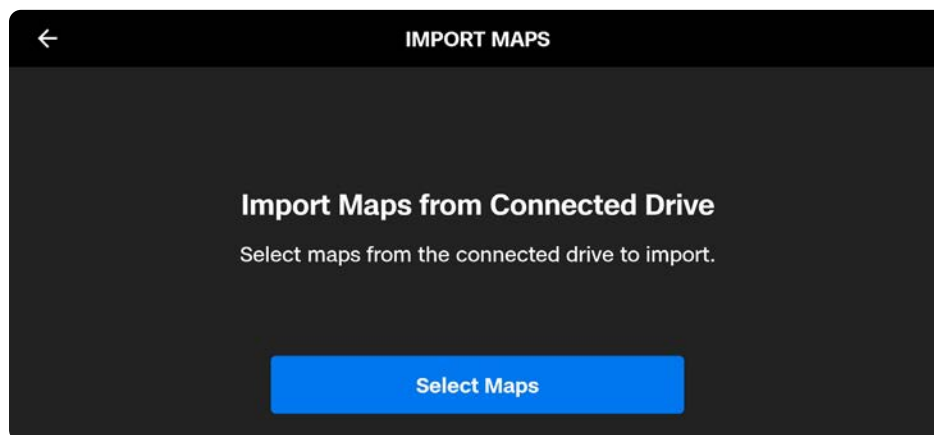 IMPORT MAPS
Import Maps from Connected Drive
Select maps from the connected drive to import.
Select Maps